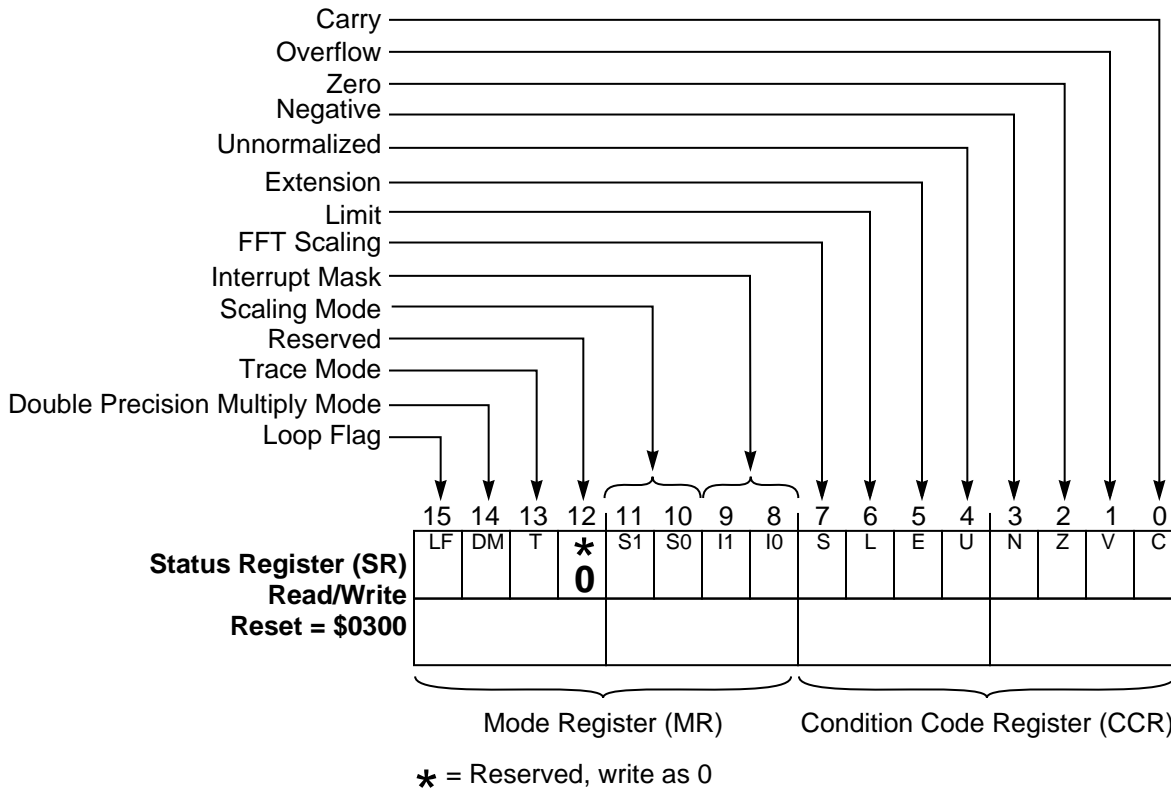 Carry
Overflow
Zero
Negative
Unnormalized
Extension
Limit
FFT Scaling
Interrupt Mask
Scaling Mode
Reserved
Trace Mode
Double Precision Multiply Mode
Loop Flag
15 14 13 12 11 10 9 8 7 6 5 4 3 2 1 0
LF DM T * S1 S0 I1 I0 S L E U N Z V C
0
Status Register (SR)
Read/Write
Reset = $0300
Mode Register (MR) Condition Code Register (CCR)
* = Reserved, write as 0